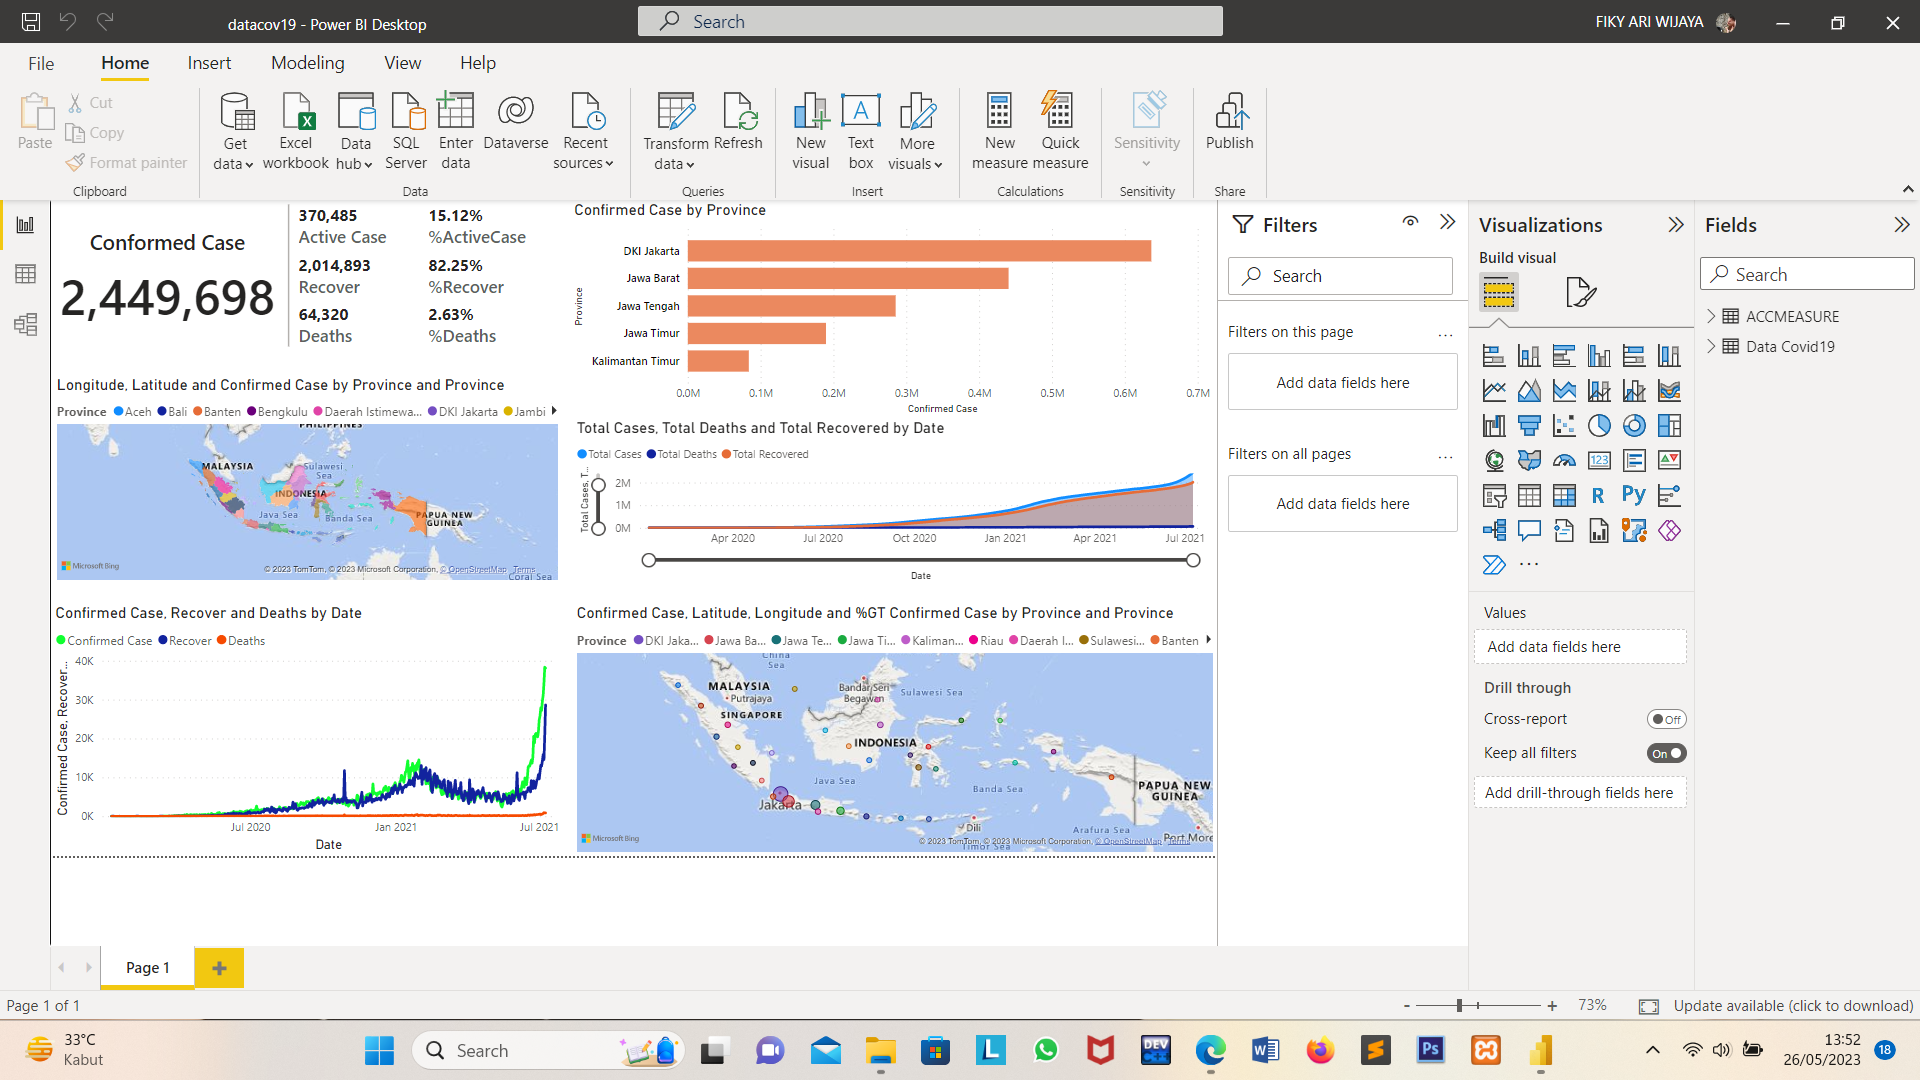 datacov19 - Power BI Desktop
Search
FIKY ARI WIJAYA
File
Home
Insert
Modeling
View
Help
Paste
Cut
Copy
Format painter
Clipboard
Get data
Excel workbook
Data hub
SQL Server
Enter data
Dataverse
Recent sources
Data
Transform data
Refresh
Queries
New visual
Text box
More visuals
Insert
New measure
Quick measure
Calculations
Sensitivity
Sensitivity
Publish
Share
Conformed Case
2,449,698
370,485
Active Case
15.12%
%ActiveCase
2,014,893
Recover
82.25%
%Recover
64,320
Deaths
2.63%
%Deaths
Confirmed Case by Province
Province
DKI Jakarta
Jawa Barat
Jawa Tengah
Jawa Timur
Kalimantan Timur
0.0M 0.1M 0.2M 0.3M 0.4M 0.5M 0.6M 0.7M
Confirmed Case
Longitude, Latitude and Confirmed Case by Province and Province
Province Aceh Bali Banten Bengkulu Daerah Istimewa... DKI Jakarta Jambi
PHILIPPINES
MALAYSIA
Sulawesi Sea
INDONESIA
Java Sea
Banda Sea
PAPUA NEW GUINEA
Microsoft Bing
© 2023 TomTom, © 2023 Microsoft Corporation, © OpenStreetMap Terms
Coral Sea
Total Cases, Total Deaths and Total Recovered by Date
Total Cases Total Deaths Total Recovered
Total Cases, T...
2M
1M
0M
Apr 2020 Jul 2020 Oct 2020 Jan 2021 Apr 2021 Jul 2021
Date
Confirmed Case, Recover and Deaths by Date
Confirmed Case Recover Deaths
Confirmed Case, Recover...
40K
30K
20K
10K
0K
Jul 2020 Jan 2021 Jul 2021
Date
Confirmed Case, Latitude, Longitude and %GT Confirmed Case by Province and Province
Province DKI Jaka... Jawa Ba... Jawa Te... Jawa Ti... Kaliman... Riau Daerah I... Sulawesi... Banten
China Sea
MALAYSIA
Putrajaya
SINGAPORE
Bandar Seri Begawan
Sulawesi Sea
INDONESIA
Java Sea
Jakarta
Banda Sea
Dili
Arafura Sea
Timor Sea
PAPUA NEW GUINEA
Port More
Microsoft Bing
© 2023 TomTom, © 2023 Microsoft Corporation, © OpenStreetMap Terms
Filters
Search
Filters on this page
...
Add data fields here
Filters on all pages
...
Add data fields here
Visualizations
Build visual
123
R
Py
...
Values
Add data fields here
Drill through
Cross-report
Off
Keep all filters
On
Add drill-through fields here
Fields
Search
ACCMEASURE
Data Covid19
Page 1
+
Page 1 of 1
- + 73%
Update available (click to download)
33°C
Kabut
Search
L
DEV
W
S
Ps
13:52
26/05/2023
18